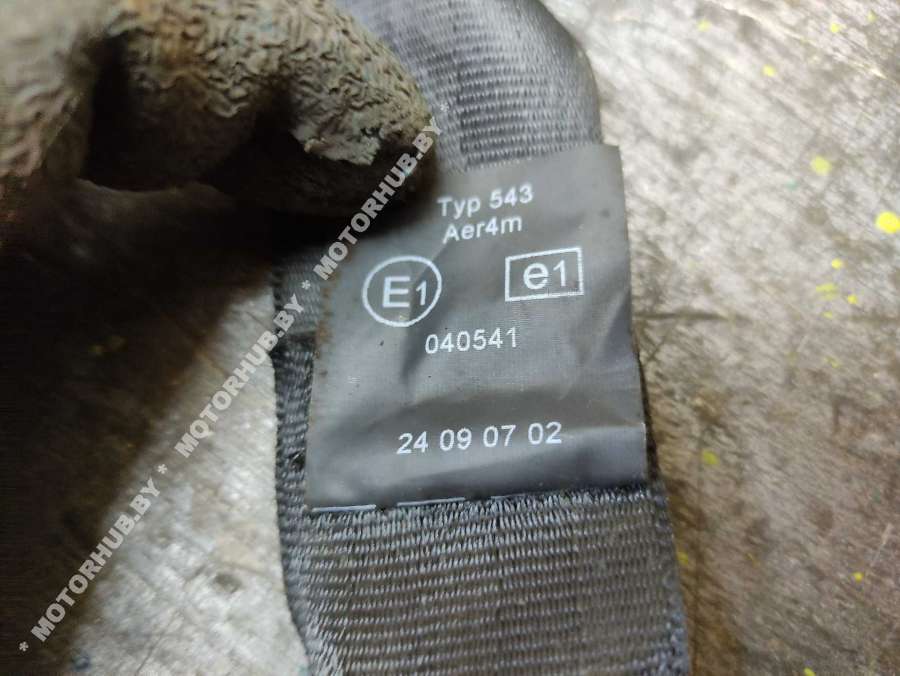 Typ 543
Aer4m
E1 e1
040541
24 09 07 02
* MOTORHUB.BY * MOTORHUB.BY * MOTORHUB.BY